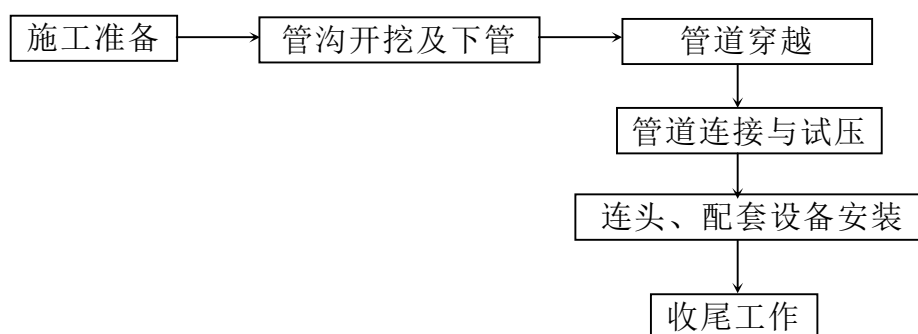 施工准备
管沟开挖及下管
管道穿越
管道连接与试压
连头、配套设备安装
收尾工作